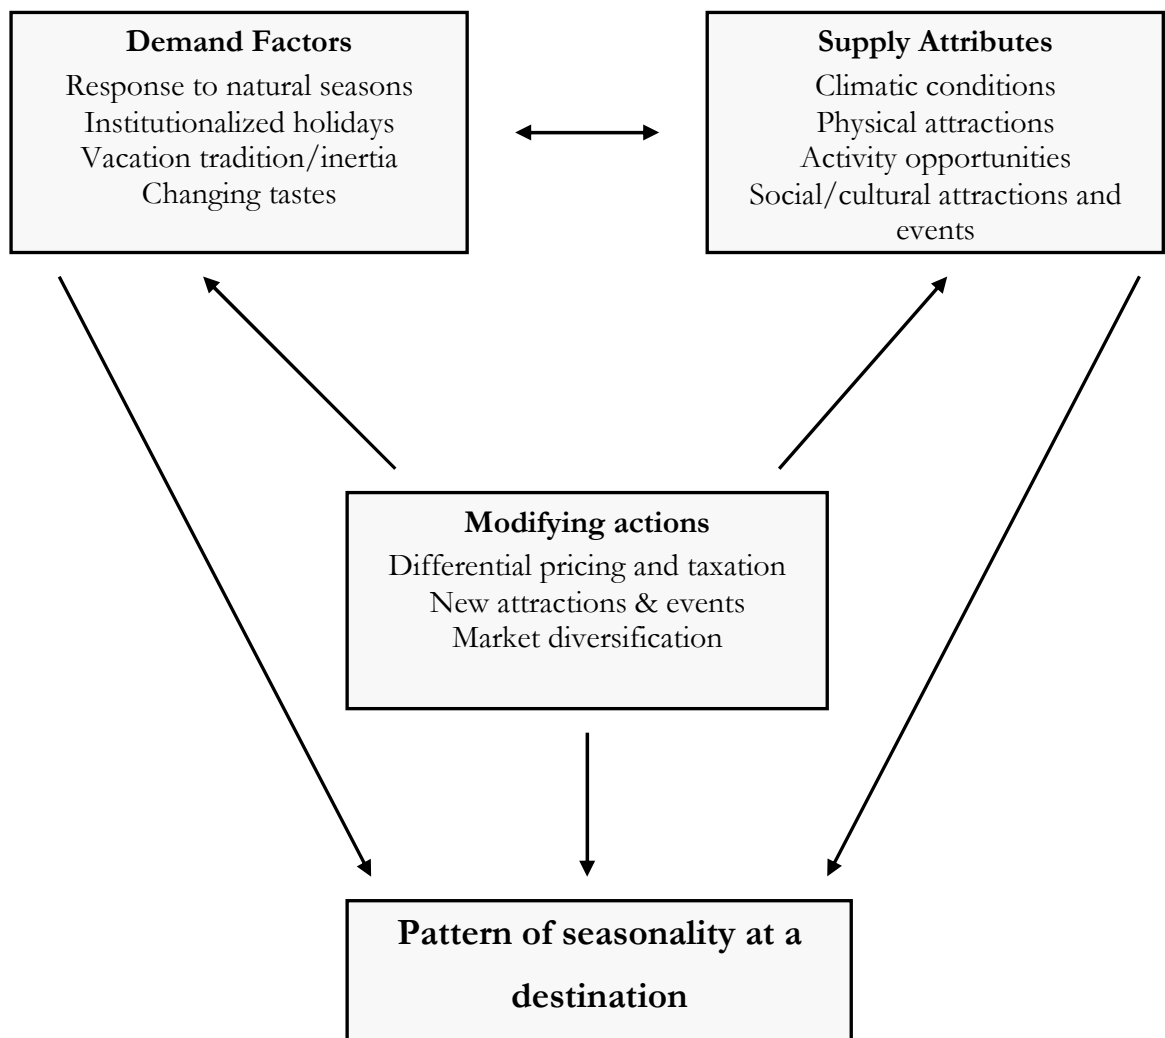 Demand Factors
Response to natural seasons
Institutionalized holidays
Vacation tradition/inertia
Changing tastes
Supply Attributes
Climatic conditions
Physical attractions
Activity opportunities
Social/cultural attractions and
events
Modifying actions
Differential pricing and taxation
New attractions & events
Market diversification
Pattern of seasonality at a
destination